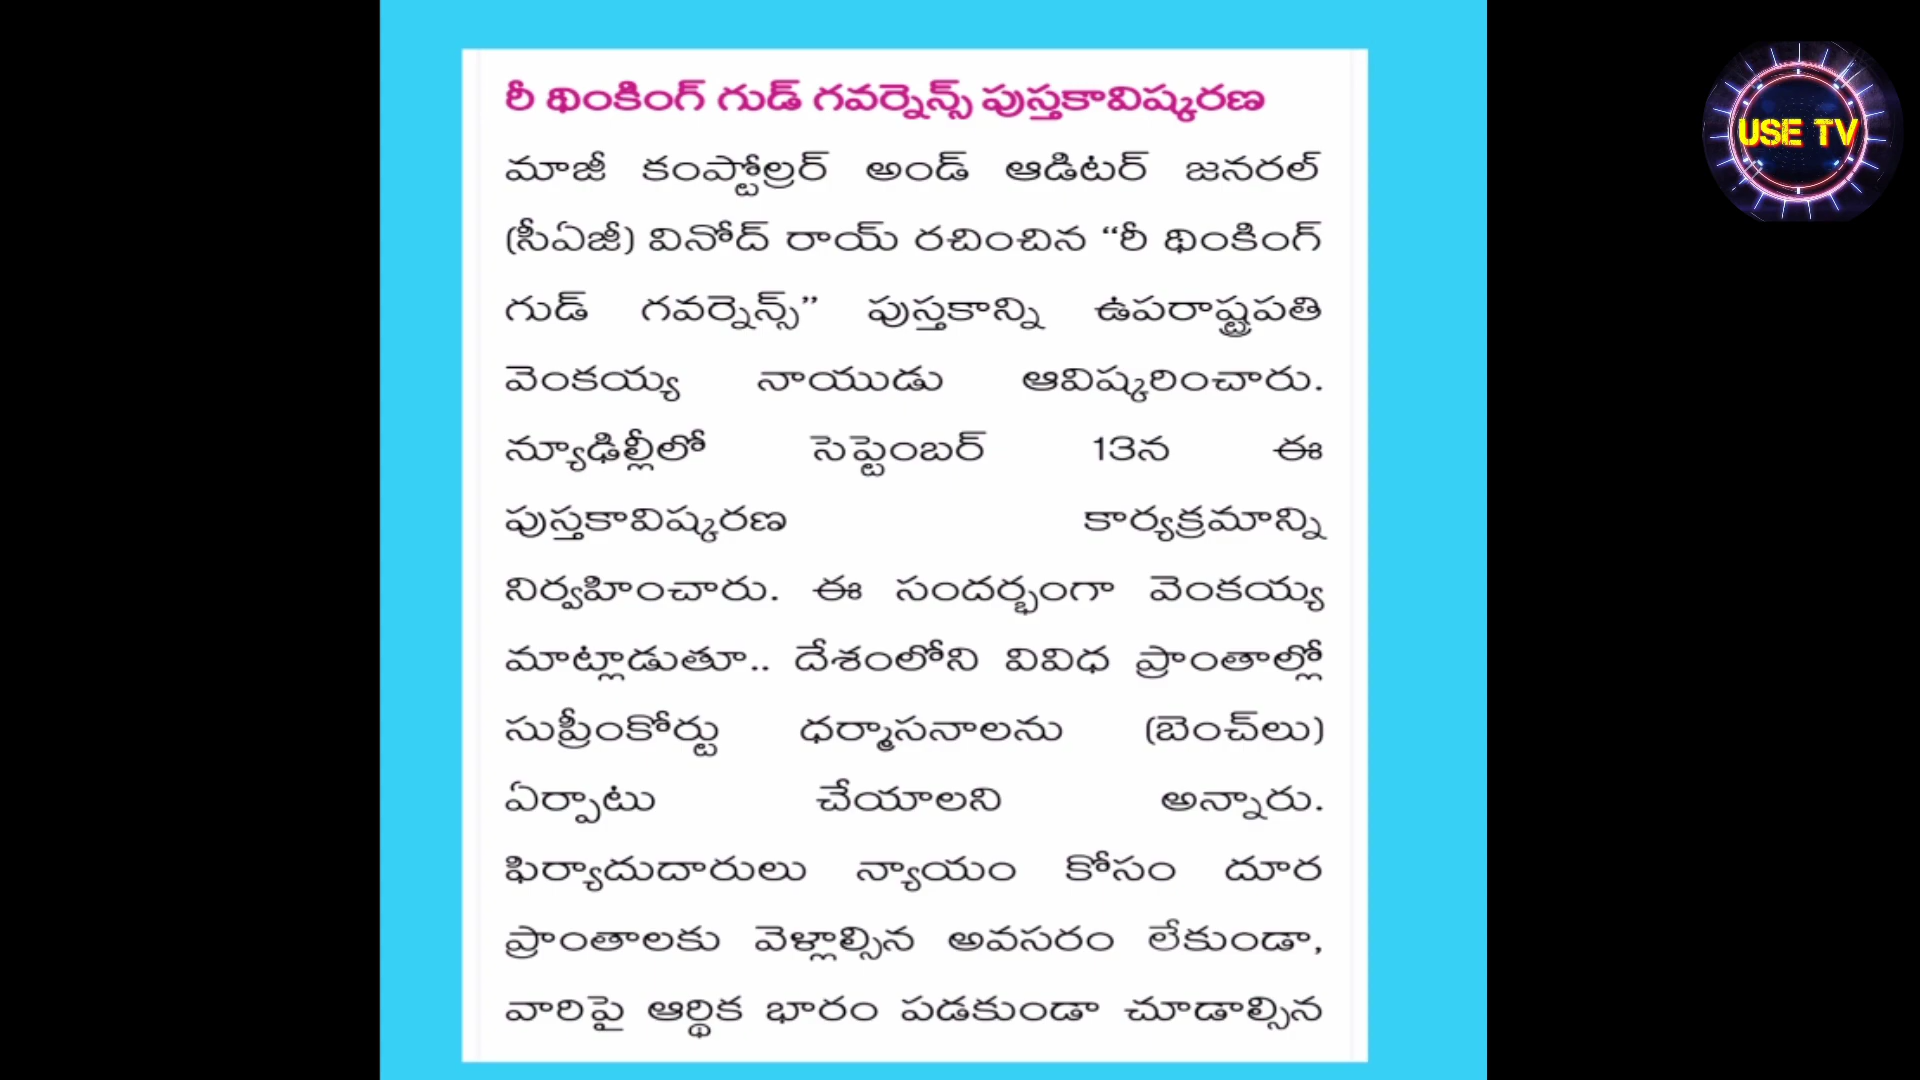 రీ థింకింగ్ గుడ్ గవర్నెన్స్ పుస్తకావిష్కరణ
మాజీ కంప్ట్రోలర్ అండ్ ఆడిటర్ జనరల్
(సీఏజీ) వినోద్ రాయ్ రచించిన “రీ థింకింగ్
గుడ్ గవర్నెన్స్” పుస్తకాన్ని ఉపరాష్ట్రపతి
వెంకయ్య నాయుడు ఆవిష్కరించారు.
న్యూఢిల్లీలో సెప్టెంబర్ 13న ఈ
పుస్తకావిష్కరణ కార్యక్రమాన్ని
నిర్వహించారు. ఈ సందర్భంగా వెంకయ్య
మాట్లాడుతూ.. దేశంలోని వివిధ ప్రాంతాల్లో
సుప్రీంకోర్టు ధర్మాసనాలను (బెంచ్‌లు)
ఏర్పాటు చేయాలని అన్నారు.
ఫిర్యాదుదారులు న్యాయం కోసం దూర
ప్రాంతాలకు వెళ్లాల్సిన అవసరం లేకుండా,
వారిపై ఆర్థిక భారం పడకుండా చూడాల్సిన
USE TV